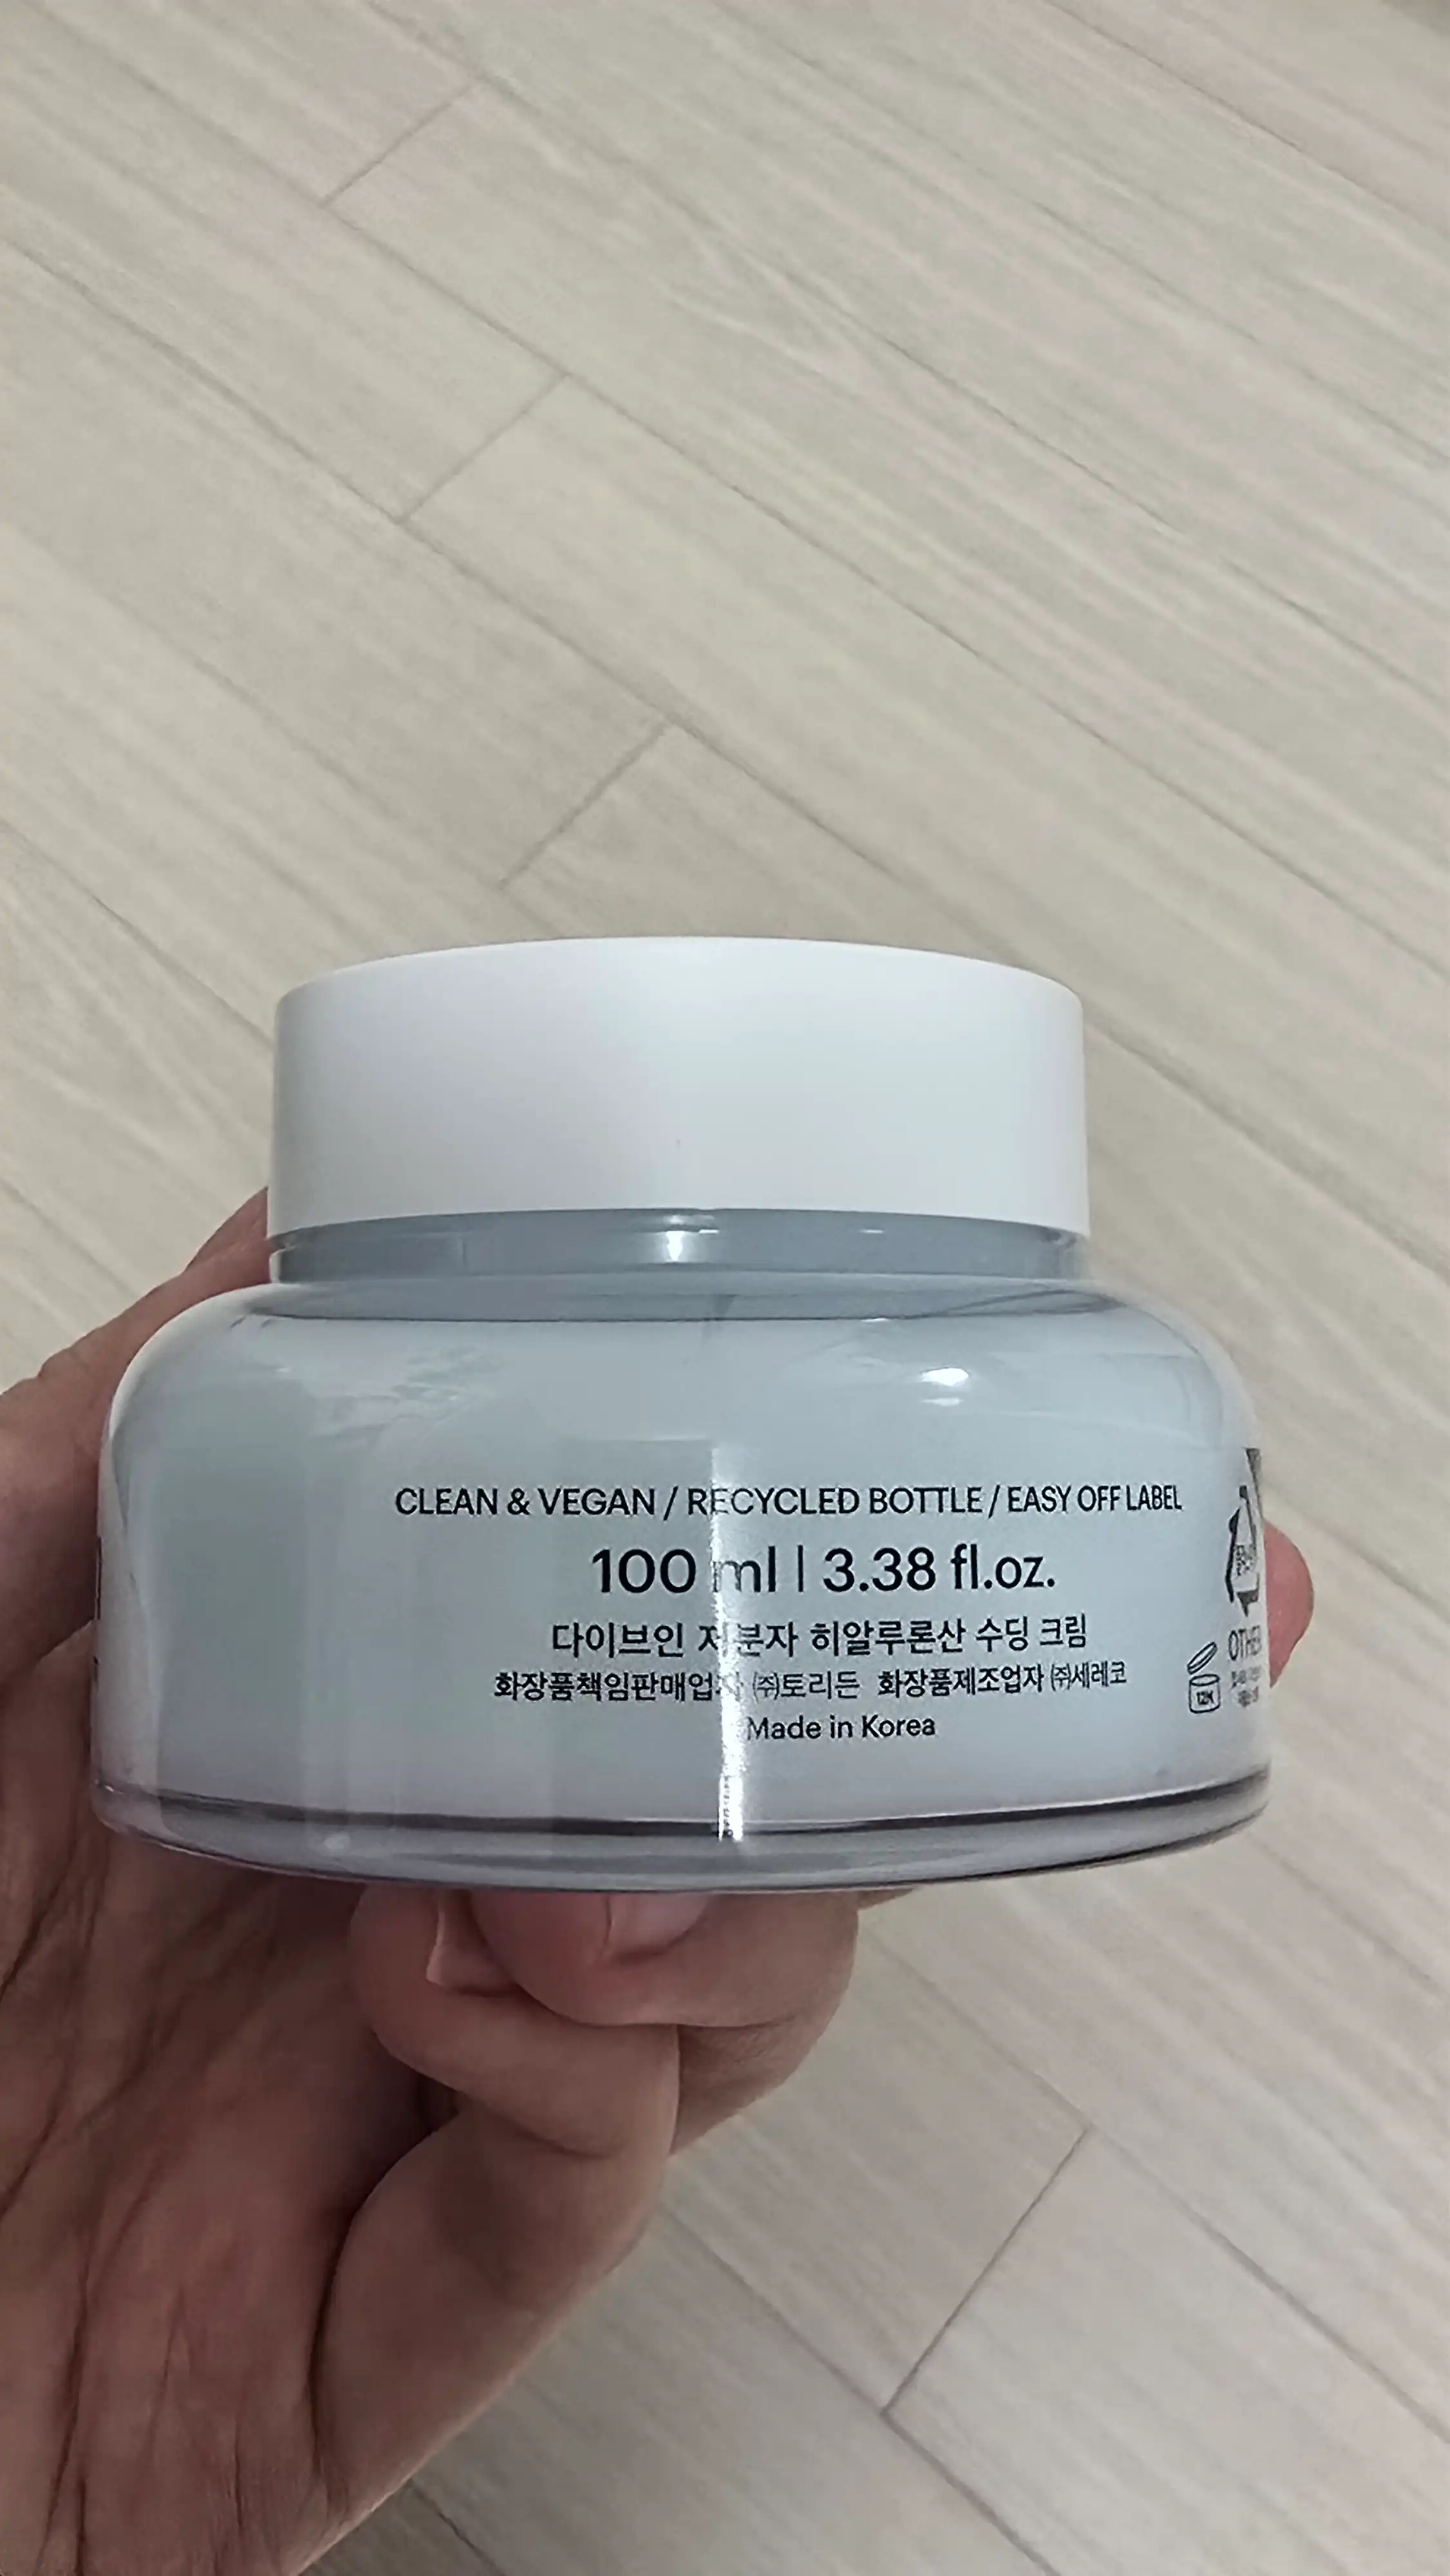 CLEAN & VEGAN / RECYCLED BOTTLE / EASY OFF LABEL
100 ml | 3.38 fl.oz.
다이브인 저분자 히알루론산 수딩 크림
화장품책임판매업자 ㈜토리든 화장품제조업자 ㈜세레코
Made in Korea
OTHER
12M